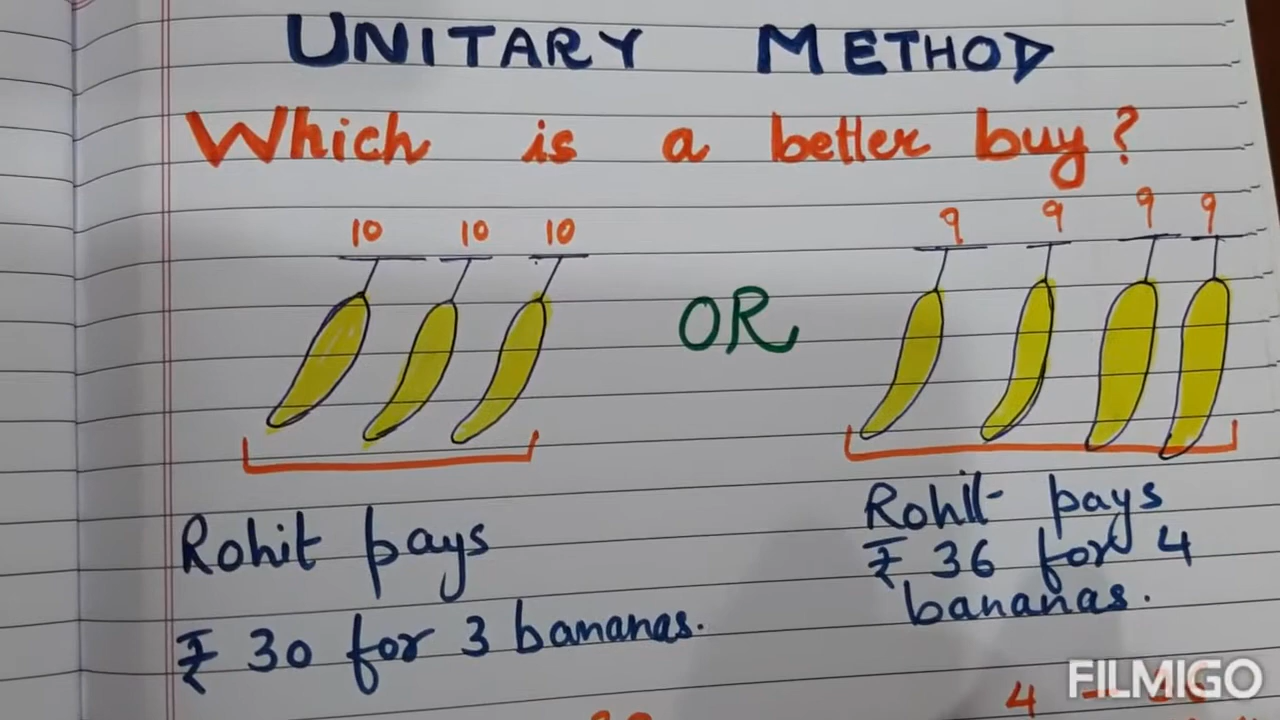 UNITARY METHOD
Which is a better buy?
10 10 10
9 9 9 9
OR
Rohit pays
₹ 30 for 3 bananas.
Rohit pays
₹ 36 for 4
bananas.
4 –
FILMIGO